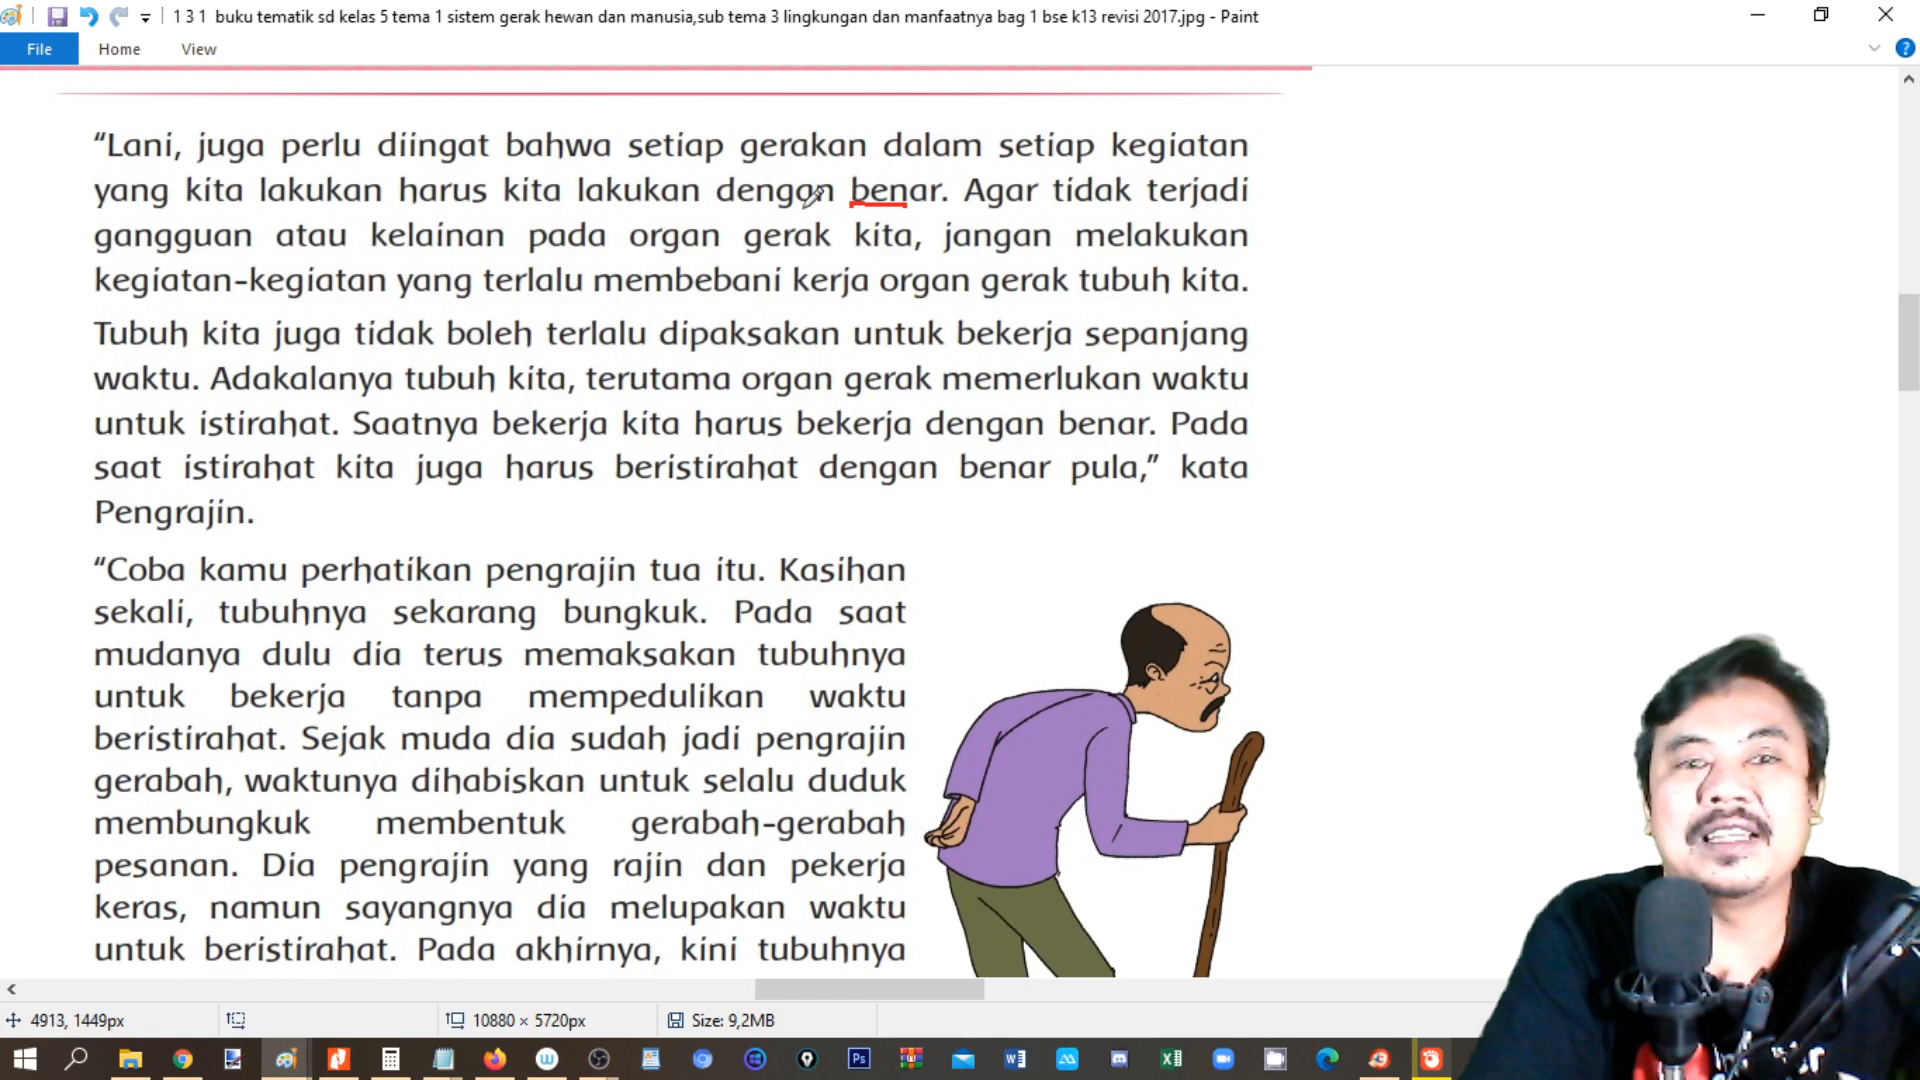 1 3 1 buku tematik sd kelas 5 tema 1 sistem gerak hewan dan manusia,sub tema 3 lingkungan dan manfaatnya bag 1 bse k13 revisi 2017.jpg - Paint
File Home View
“Lani, juga perlu diingat bahwa setiap gerakan dalam setiap kegiatan
yang kita lakukan harus kita lakukan dengan benar. Agar tidak terjadi
gangguan atau kelainan pada organ gerak kita, jangan melakukan
kegiatan-kegiatan yang terlalu membebani kerja organ gerak tubuh kita.
Tubuh kita juga tidak boleh terlalu dipaksakan untuk bekerja sepanjang
waktu. Adakalanya tubuh kita, terutama organ gerak memerlukan waktu
untuk istirahat. Saatnya bekerja kita harus bekerja dengan benar. Pada
saat istirahat kita juga harus beristirahat dengan benar pula,” kata
Pengrajin.
“Coba kamu perhatikan pengrajin tua itu. Kasihan
sekali, tubuhnya sekarang bungkuk. Pada saat
mudanya dulu dia terus memaksakan tubuhnya
untuk bekerja tanpa mempedulikan waktu
beristirahat. Sejak muda dia sudah jadi pengrajin
gerabah, waktunya dihabiskan untuk selalu duduk
membungkuk membentuk gerabah-gerabah
pesanan. Dia pengrajin yang rajin dan pekerja
keras, namun sayangnya dia melupakan waktu
untuk beristirahat. Pada akhirnya, kini tubuhnya
4913, 1449px 10880 × 5720px Size: 9,2MB